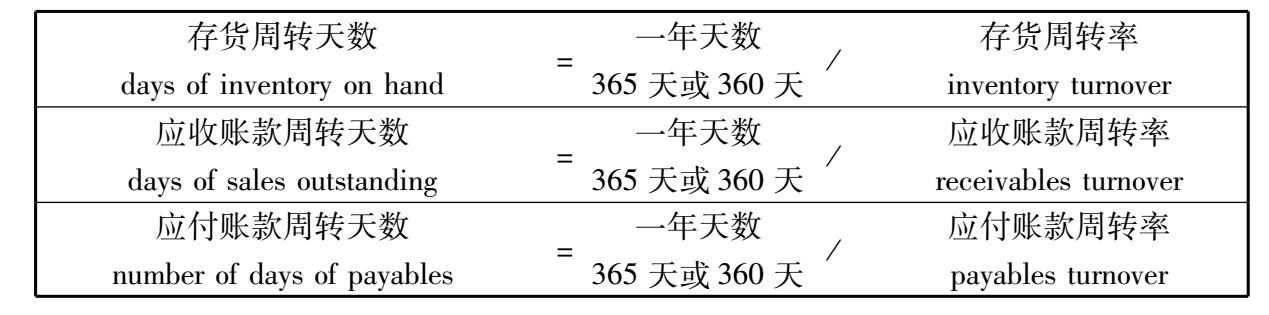 存货周转天数 一年天数 存货周转率
= /
days of inventory on hand 365 天或 360 天 inventory turnover
应收账款周转天数 一年天数 应收账款周转率
= /
days of sales outstanding 365 天或 360 天 receivables turnover
应付账款周转天数 一年天数 应付账款周转率
= /
number of days of payables 365 天或 360 天 payables turnover